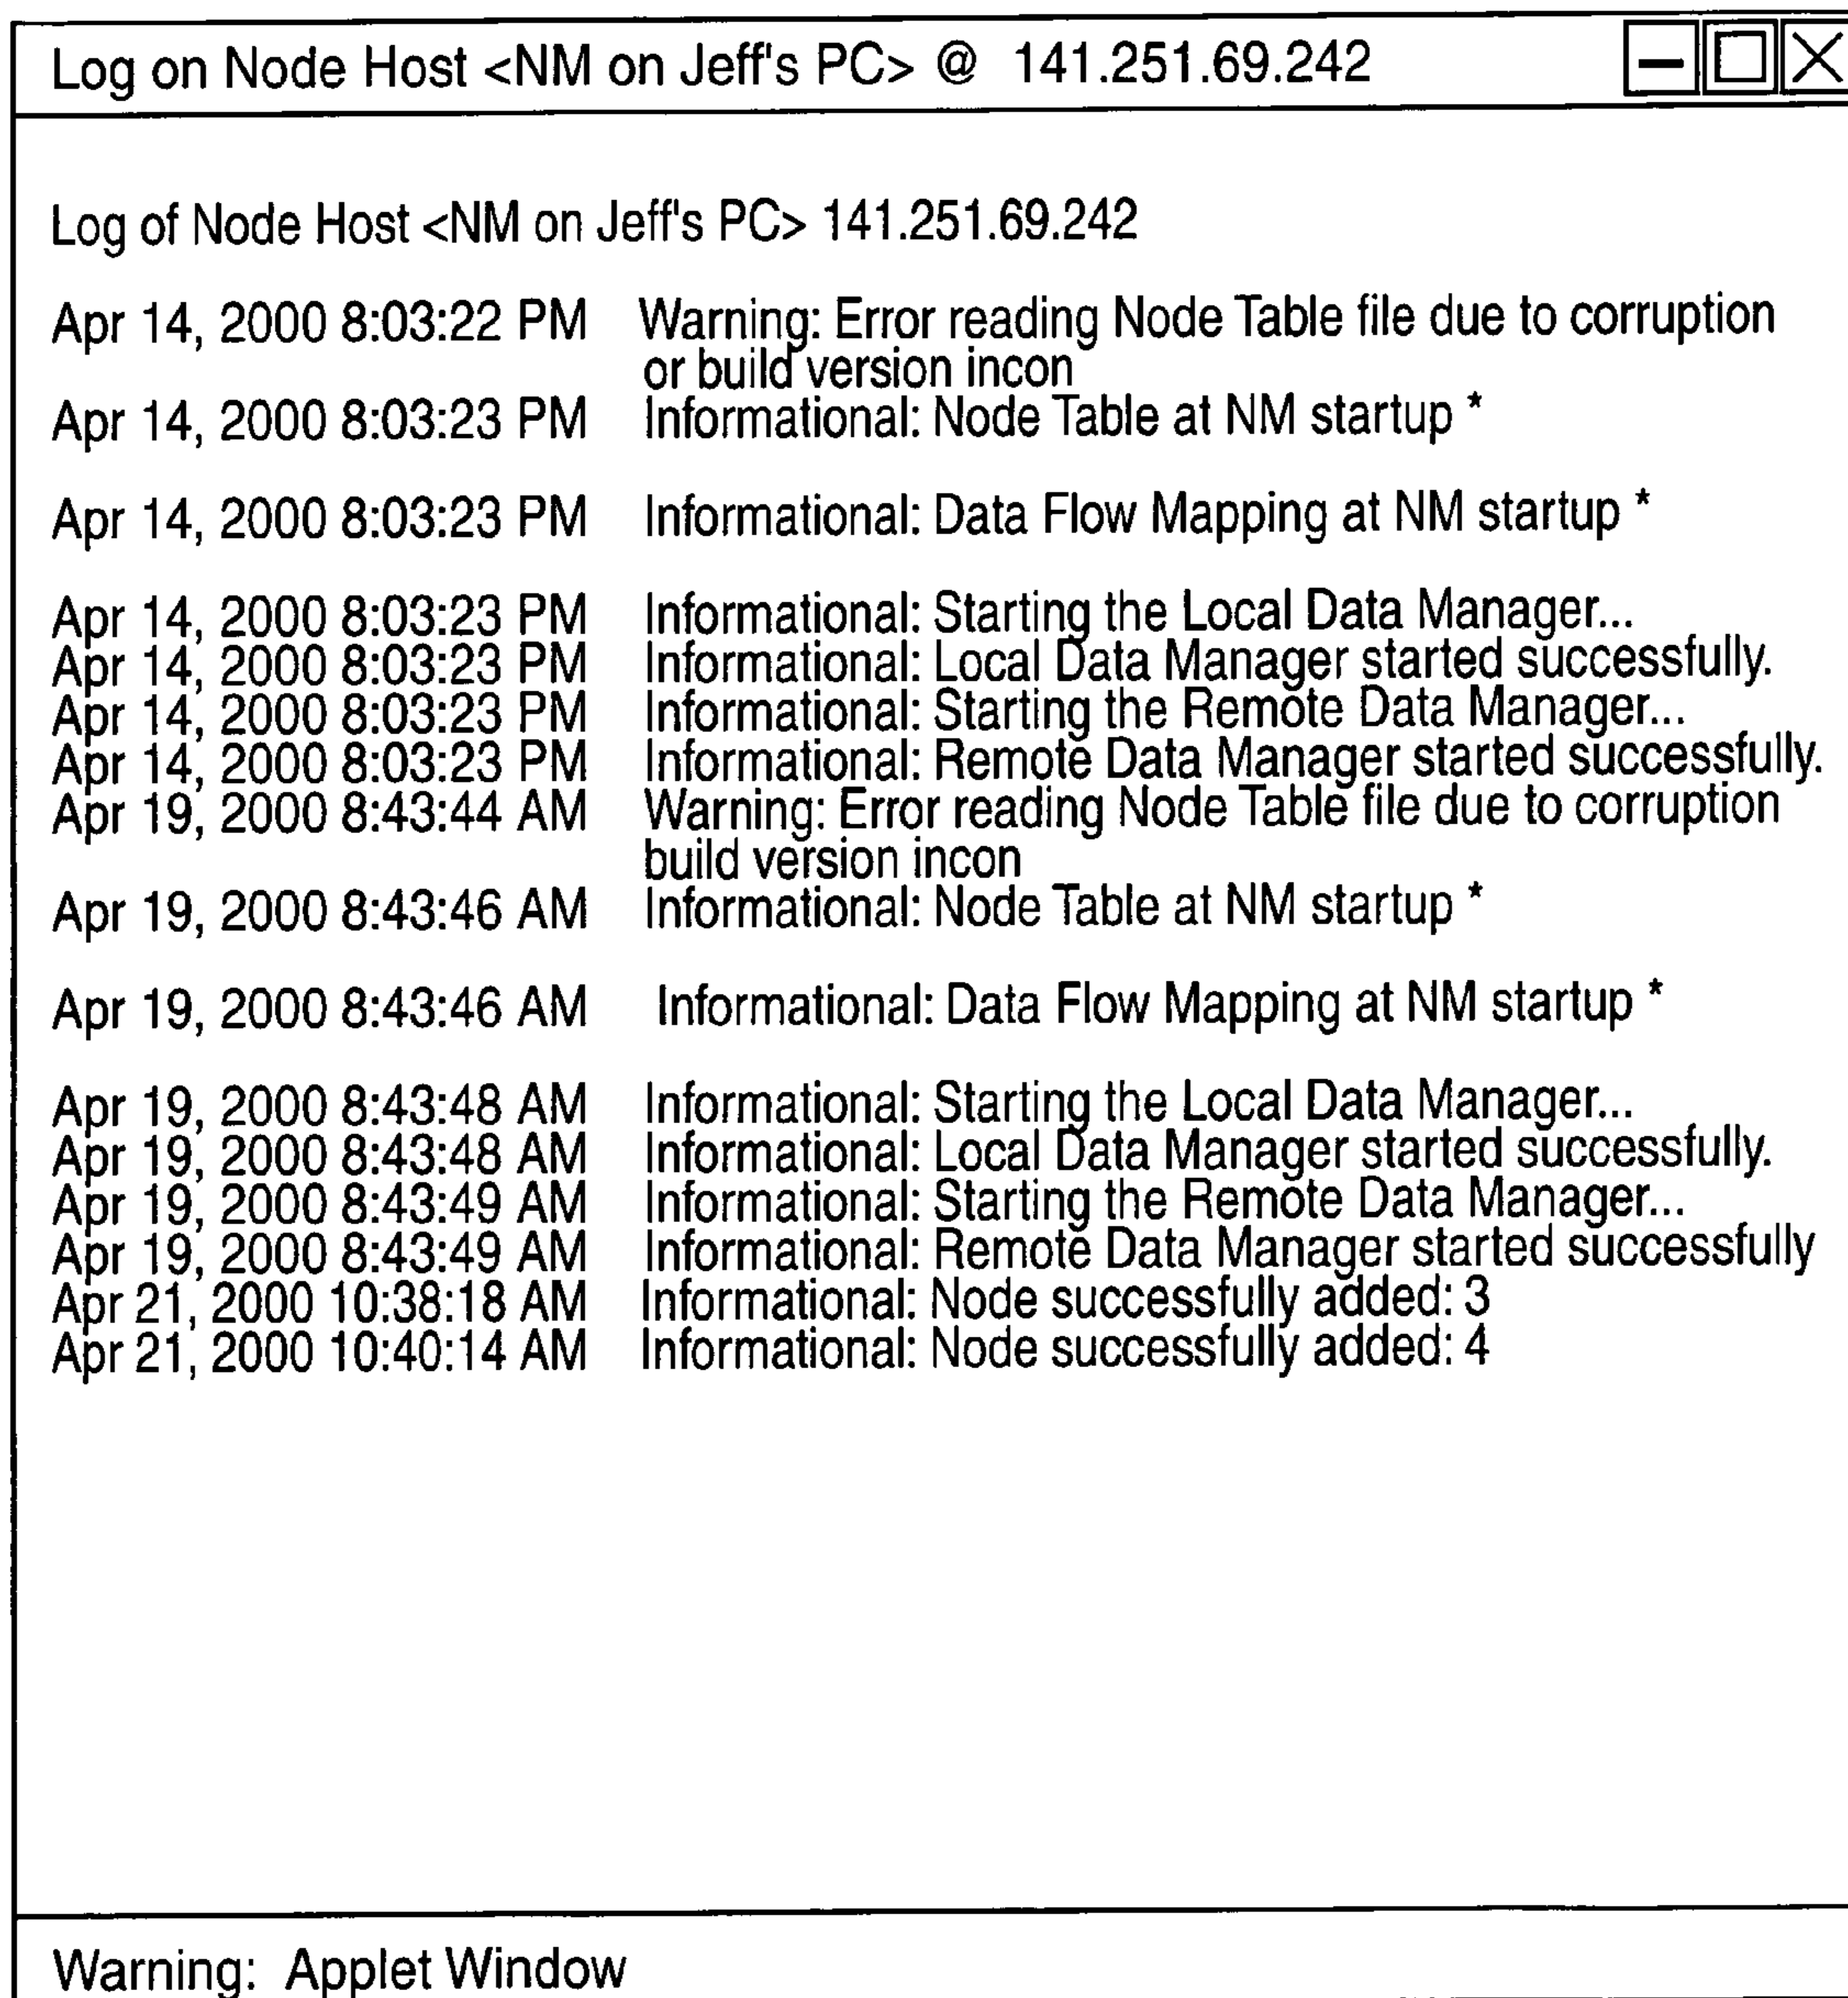 Log on Node Host <NM on Jeff's PC> @ 141.251.69.242
Log of Node Host <NM on Jeff's PC> 141.251.69.242
Apr 14, 2000 8:03:22 PM Warning: Error reading Node Table file due to corruption
or build version incon
Apr 14, 2000 8:03:23 PM Informational: Node Table at NM startup *
Apr 14, 2000 8:03:23 PM Informational: Data Flow Mapping at NM startup *
Apr 14, 2000 8:03:23 PM Informational: Starting the Local Data Manager...
Apr 14, 2000 8:03:23 PM Informational: Local Data Manager started successfully.
Apr 14, 2000 8:03:23 PM Informational: Starting the Remote Data Manager...
Apr 14, 2000 8:03:23 PM Informational: Remote Data Manager started successfully.
Apr 19, 2000 8:43:44 AM Warning: Error reading Node Table file due to corruption
build version incon
Apr 19, 2000 8:43:46 AM Informational: Node Table at NM startup *
Apr 19, 2000 8:43:46 AM Informational: Data Flow Mapping at NM startup *
Apr 19, 2000 8:43:48 AM Informational: Starting the Local Data Manager...
Apr 19, 2000 8:43:48 AM Informational: Local Data Manager started successfully.
Apr 19, 2000 8:43:49 AM Informational: Starting the Remote Data Manager...
Apr 19, 2000 8:43:49 AM Informational: Remote Data Manager started successfully
Apr 21, 2000 10:38:18 AM Informational: Node successfully added: 3
Apr 21, 2000 10:40:14 AM Informational: Node successfully added: 4
Warning: Applet Window